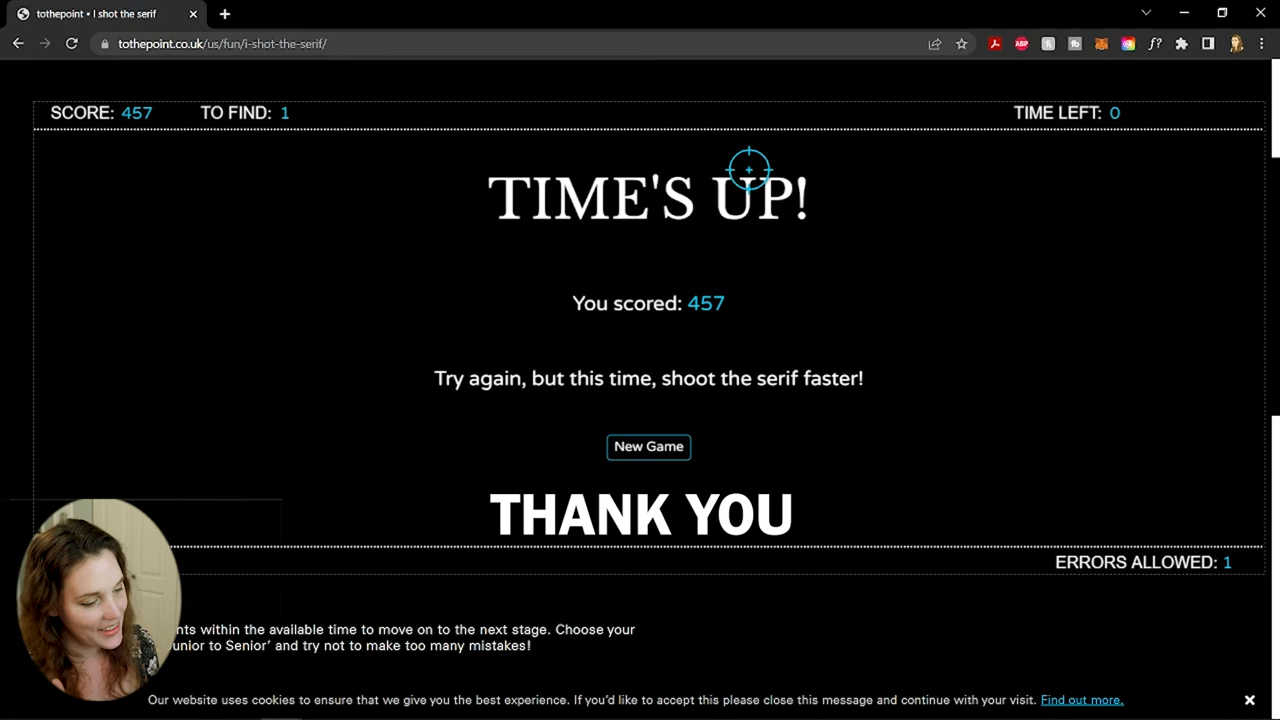 tothepoint • I shot the serif
tothepoint.co.uk/us/fun/i-shot-the-serif/
ABP
f?
SCORE: 457 TO FIND: 1 TIME LEFT: 0
TIME'S UP!
You scored: 457
Try again, but this time, shoot the serif faster!
New Game
THANK YOU
ERRORS ALLOWED: 1
nts within the available time to move on to the next stage. Choose your
unior to Senior' and try not to make too many mistakes!
Our website uses cookies to ensure that we give you the best experience. If you'd like to accept this please close this message and continue with your visit. Find out more.